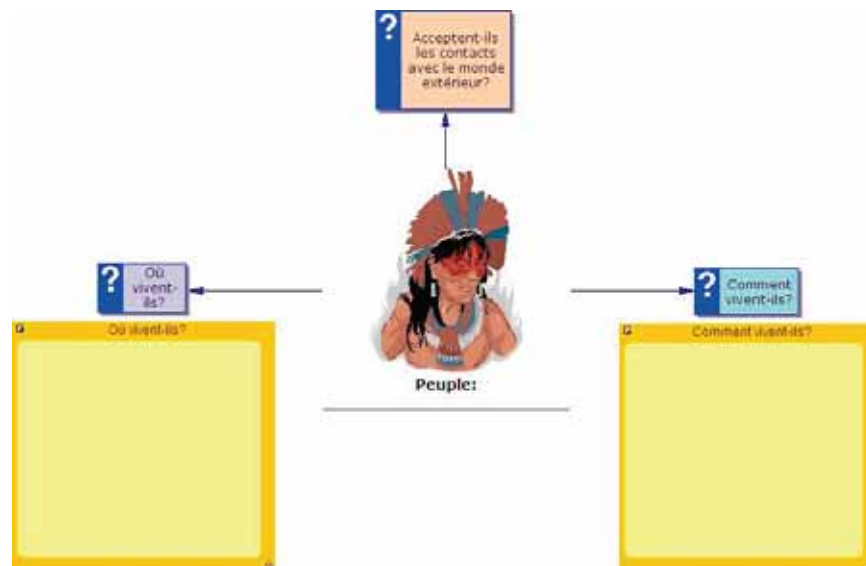 ?
Acceptent-ils
les contacts
avec le monde
extérieur?
?
Où
vivent-
ils?
?
Comment
vivent-ils?
Où vivent-ils?
Comment vivent-ils?
Peuple: